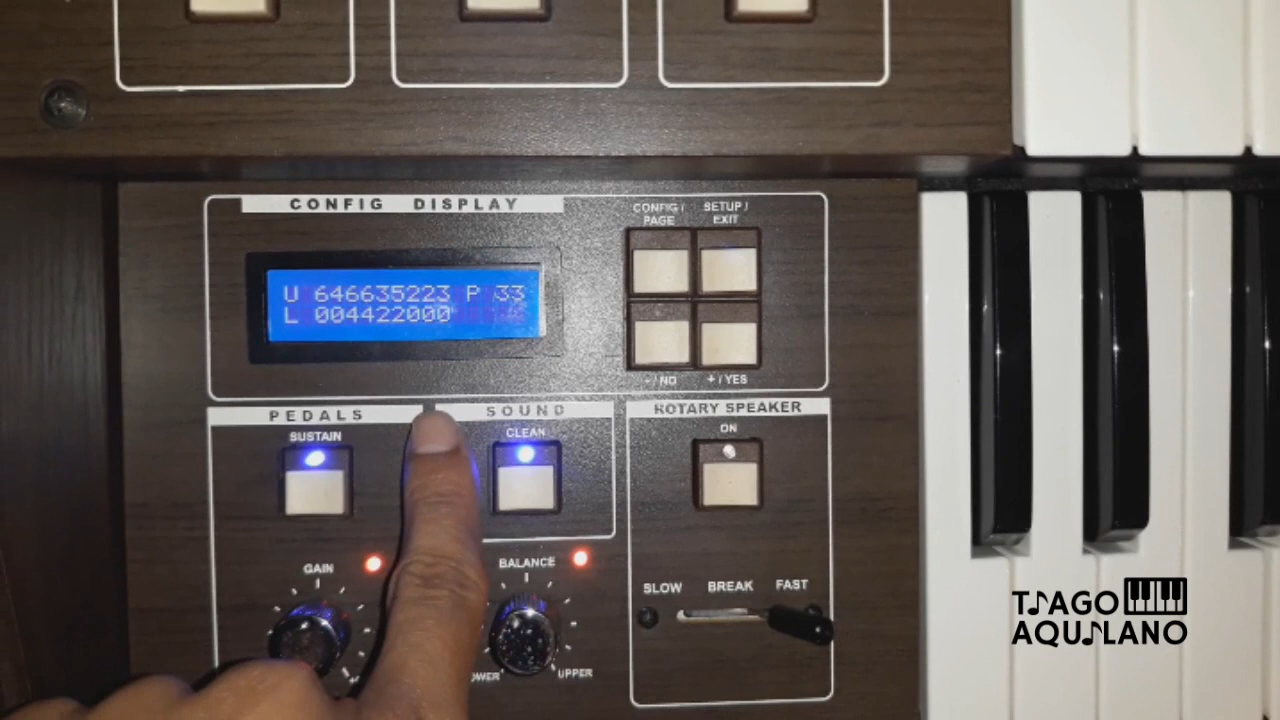 CONFIG DISPLAY
CONFIG / PAGE
SETUP / EXIT
U 646635223 P 33
L 004422000
- / NO
+ / YES
PEDALS
SOUND
ROTARY SPEAKER
SUSTAIN
CLEAN
ON
GAIN
BALANCE
SLOW
BREAK
FAST
UPPER
TIAGO
AQUILANO